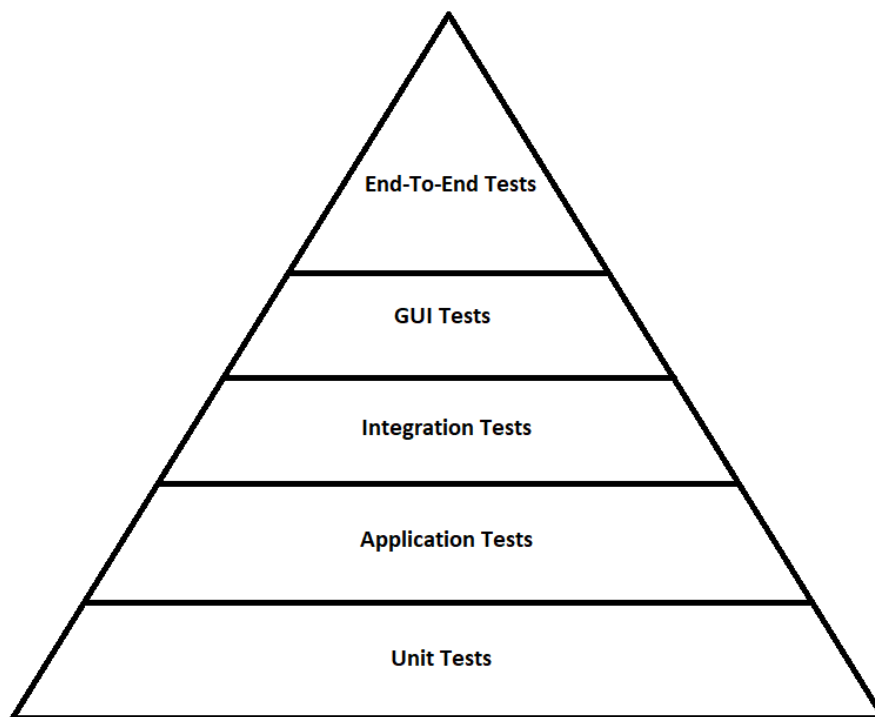 End-To-End Tests
GUI Tests
Integration Tests
Application Tests
Unit Tests